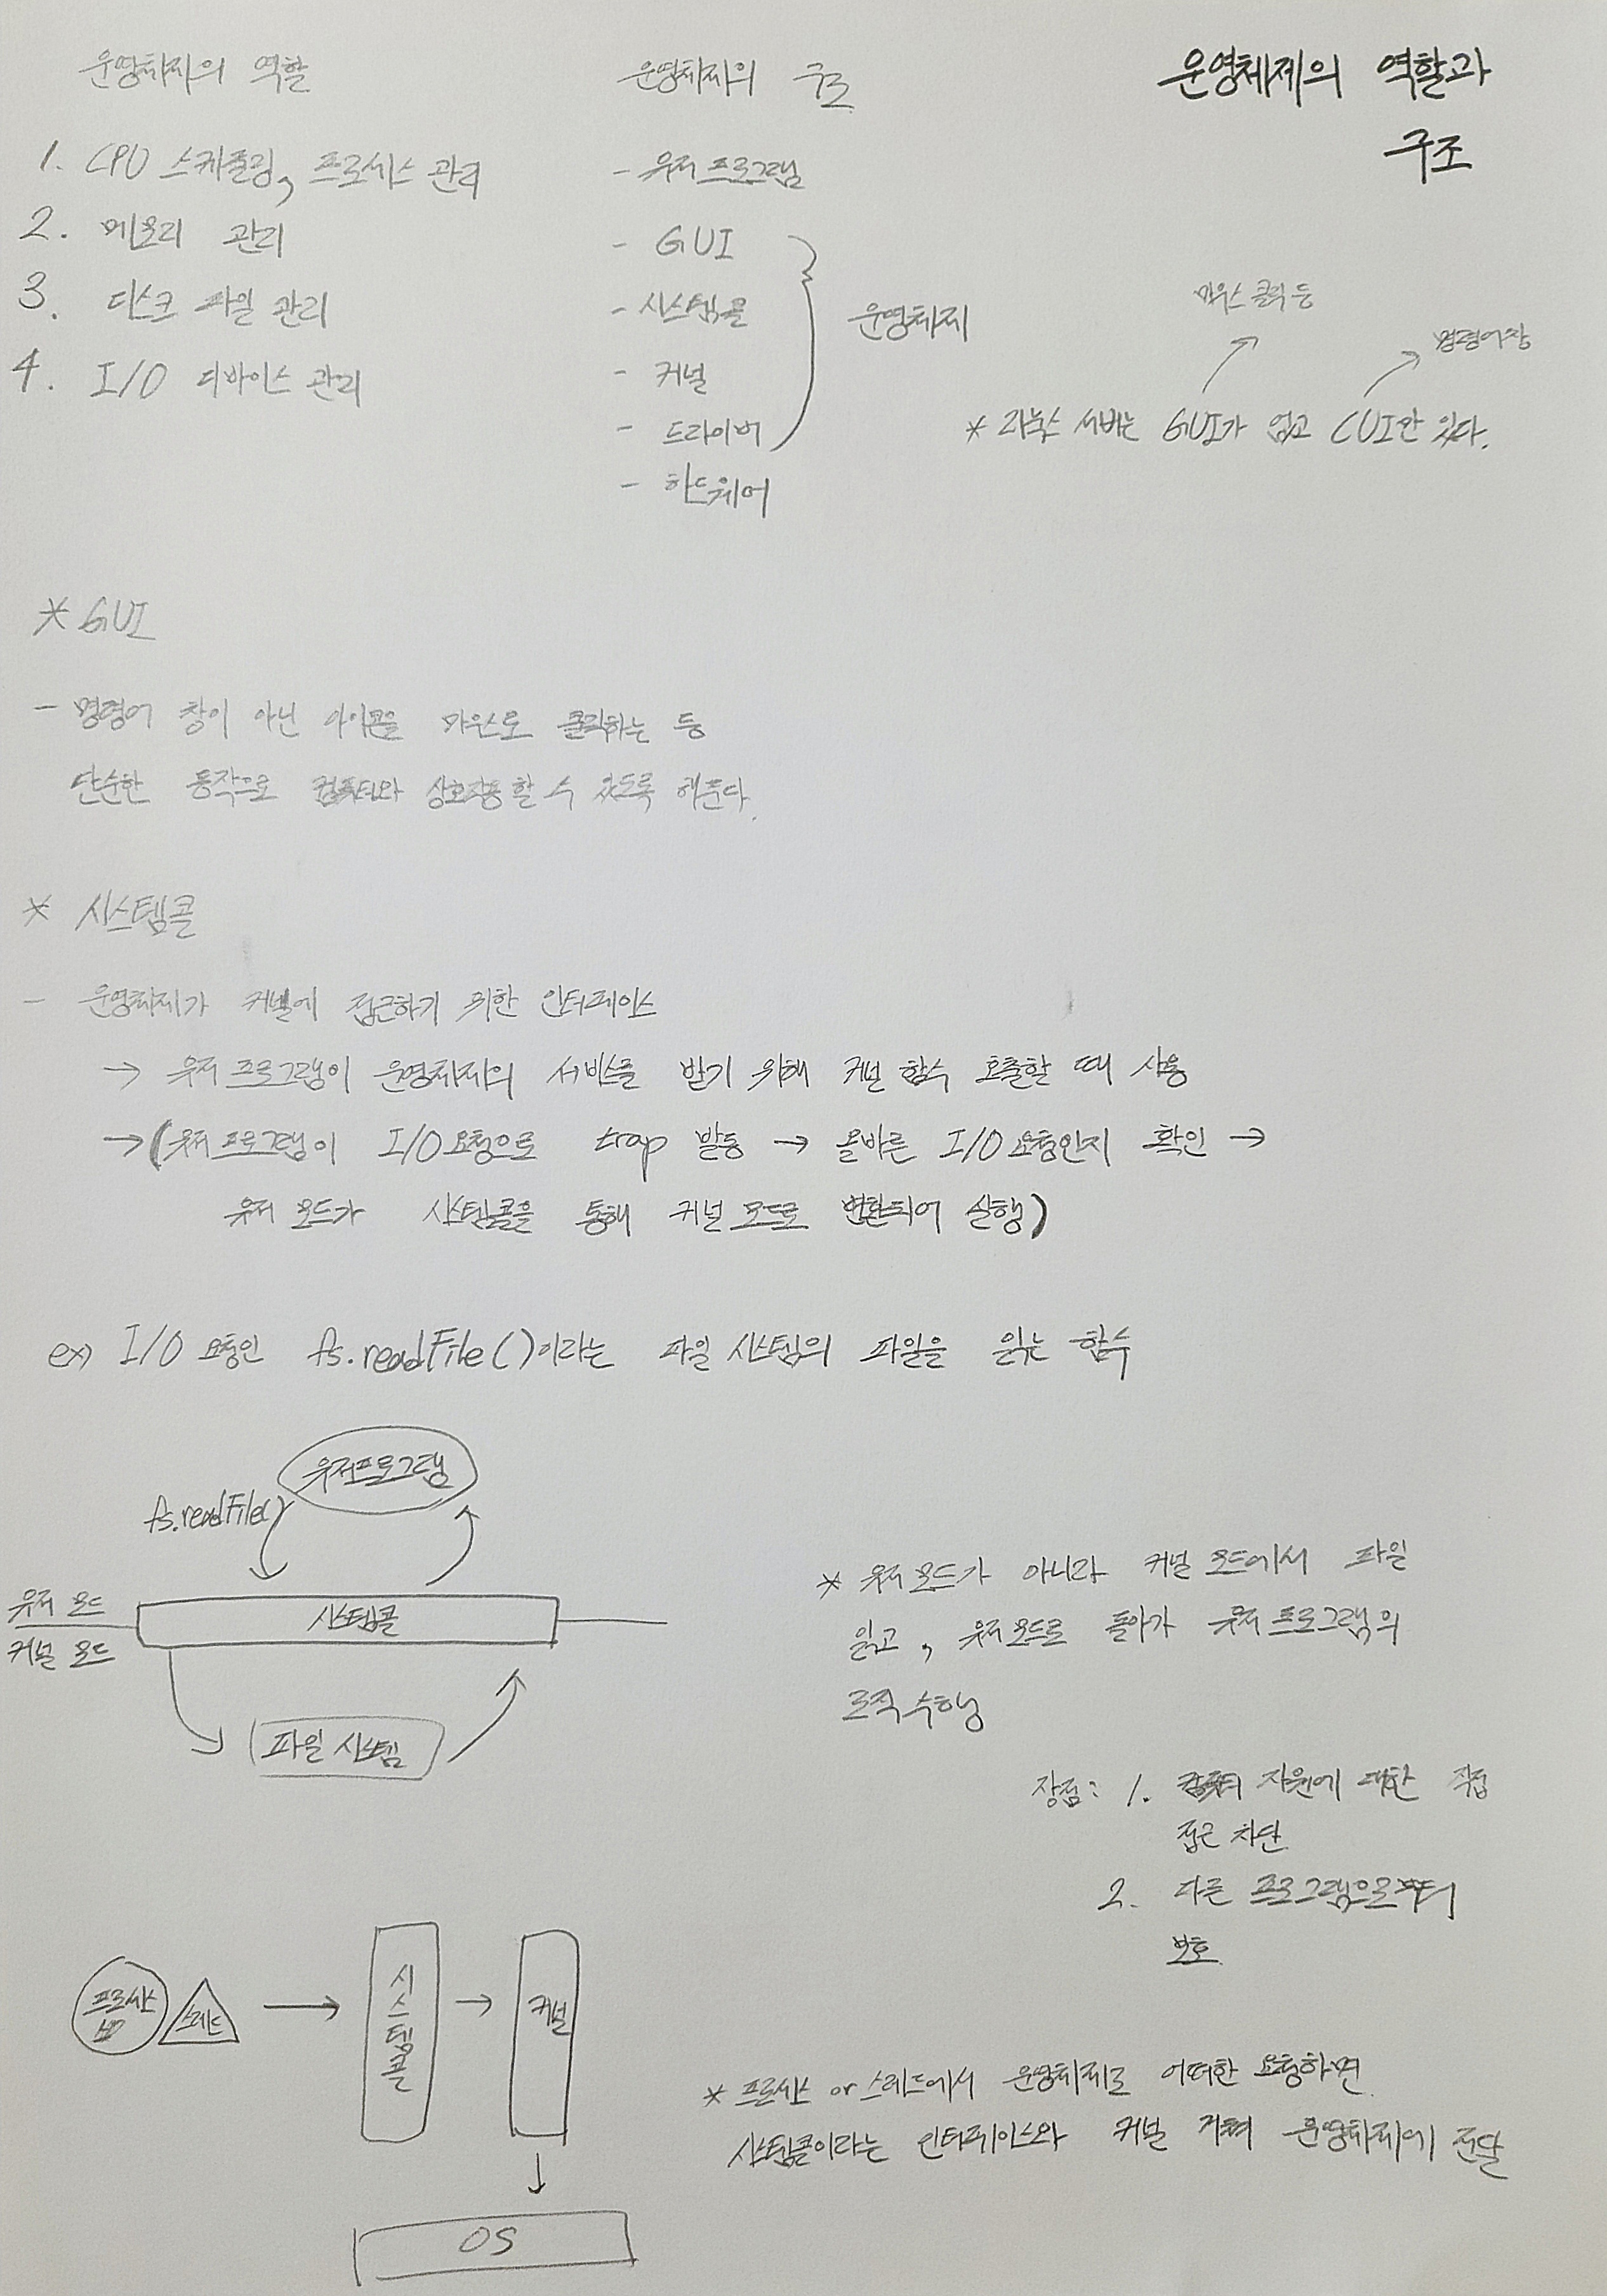 운영체제의 역할과
구조
운영체제의 역할
1. CPU 스케줄링, 프로세스 관리
2. 메모리 관리
3. 디스크 파일 관리
4. I/O 디바이스 관리
운영체제의 구조
- 유저 프로그램
- GUI
- 시스템콜
- 커널
- 드라이버
- 하드웨어
운영체제
마우스 클릭 등
명령어창
* 리눅스 서버는 GUI가 없고 CUI만 있다.
* GUI
- 명령어 창이 아닌 아이콘을 마우스로 클릭하는 등
단순한 동작으로 컴퓨터와 상호작용 할 수 있도록 해준다.
* 시스템콜
- 운영체제가 커널에 접근하기 위한 인터페이스
→ 유저 프로그램이 운영체제의 서비스를 받기 위해 커널 함수 호출할 때 사용
→ (유저 프로그램이 I/O 요청으로 trap 발동 → 올바른 I/O 요청인지 확인 →
유저 모드가 시스템콜을 통해 커널 모드로 변환되어 실행)
ex) I/O 요청인 fs.readFile()이라는 파일 시스템의 파일을 읽는 함수
유저프로그램
fs.readFile()
유저 모드
시스템콜
커널 모드
파일 시스템
* 유저 모드가 아니라 커널 모드에서 파일
읽고, 유저 모드로 돌아가 유저 프로그램의
로직 수행
장점: 1. 컴퓨터 자원에 대한 직접
접근 차단
2. 다른 프로그램으로부터
보호
프로세스
스레드
시스템콜
커널
OS
* 프로세스 or 스레드에서 운영체제로 어떠한 요청하면
시스템콜이라는 인터페이스와 커널 거쳐 운영체제에 전달